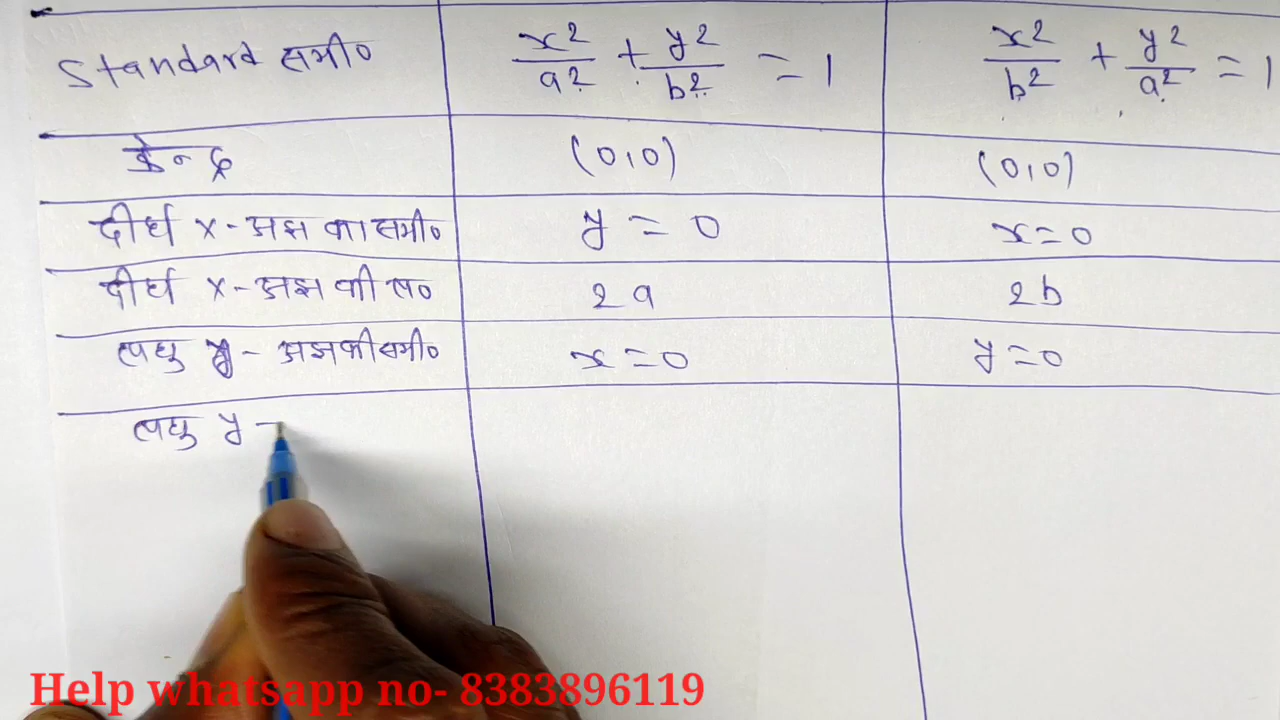 Standard समी० x²/a² + y²/b² = 1 x²/b² + y²/a² = 1
केन्द्र (0,0) (0,0)
दीर्घ x-अक्ष का समी० y = 0 x=0
दीर्घ x-अक्ष की ल० 2a 2b
लघु y-अक्ष की समी० x=0 y=0
लघु y-
Help whatsapp no- 8383896119